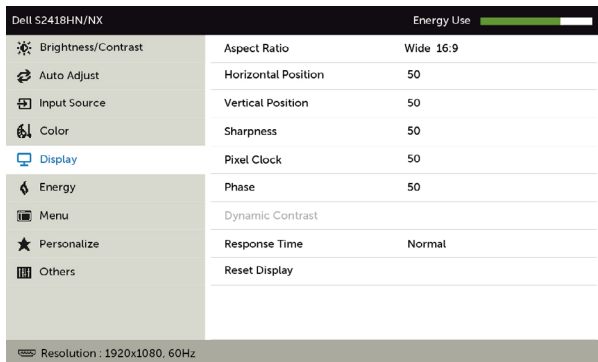 Dell S2418HN/NX Energy Use
Brightness/Contrast Aspect Ratio Wide 16:9
Auto Adjust Horizontal Position 50
Input Source Vertical Position 50
Color Sharpness 50
Display Pixel Clock 50
Energy Phase 50
Menu Dynamic Contrast
Personalize Response Time Normal
Others Reset Display
Resolution : 1920x1080, 60Hz